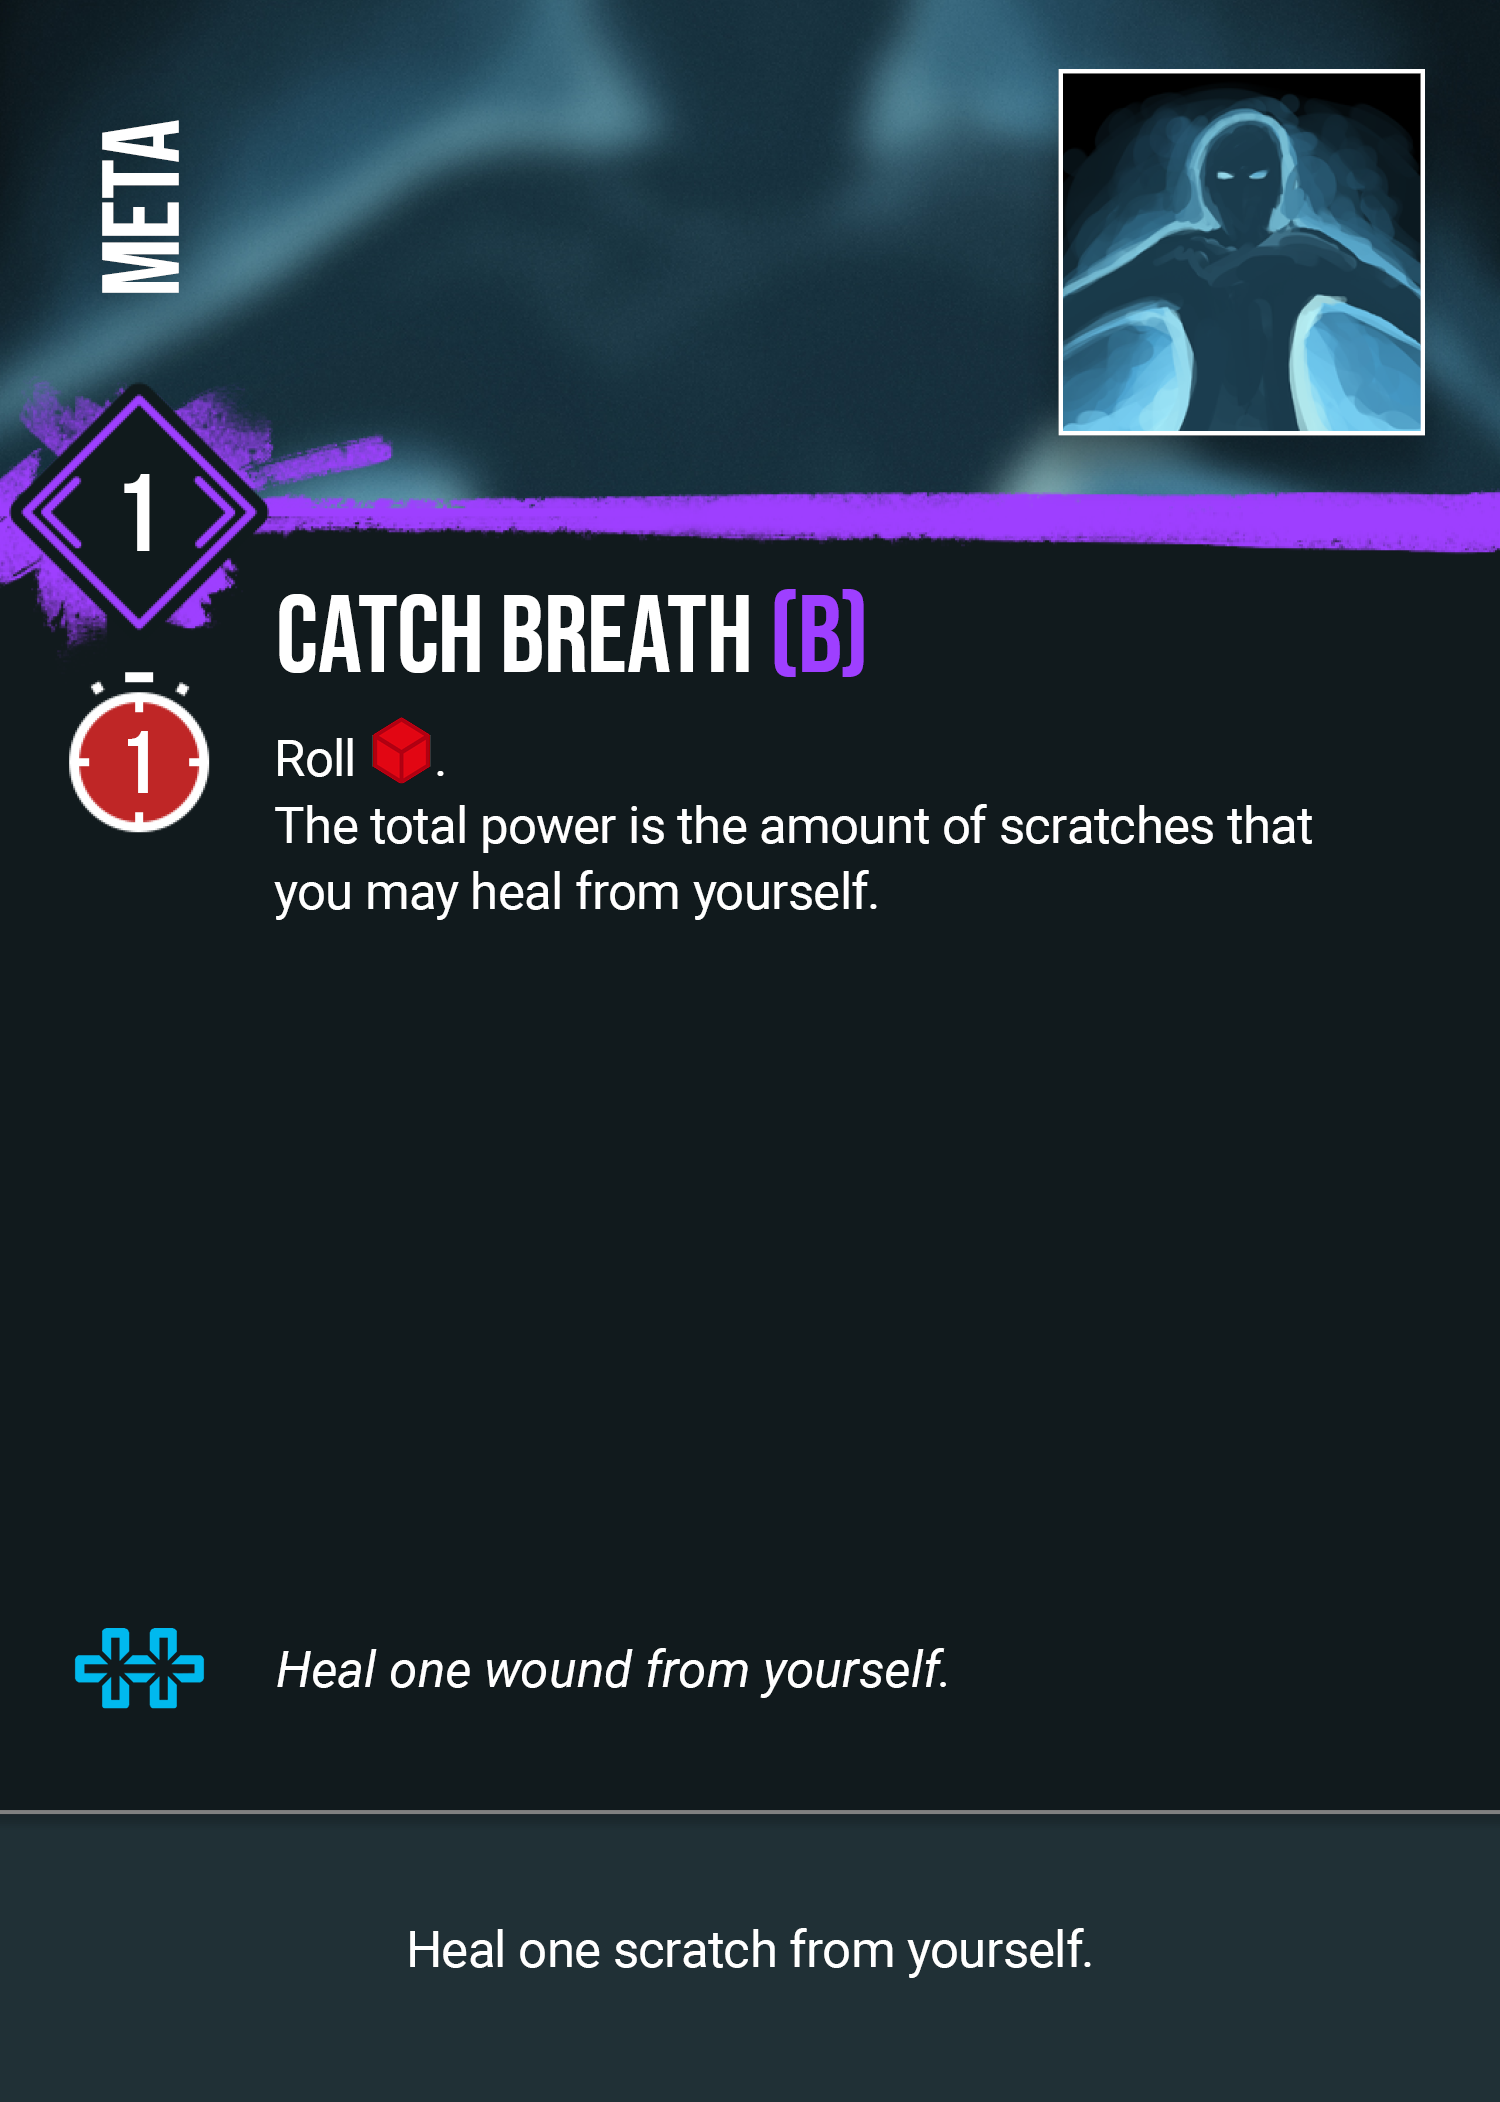 META
1
CATCH BREATH (B)
1
Roll .
The total power is the amount of scratches that
you may heal from yourself.
Heal one wound from yourself.
Heal one scratch from yourself.